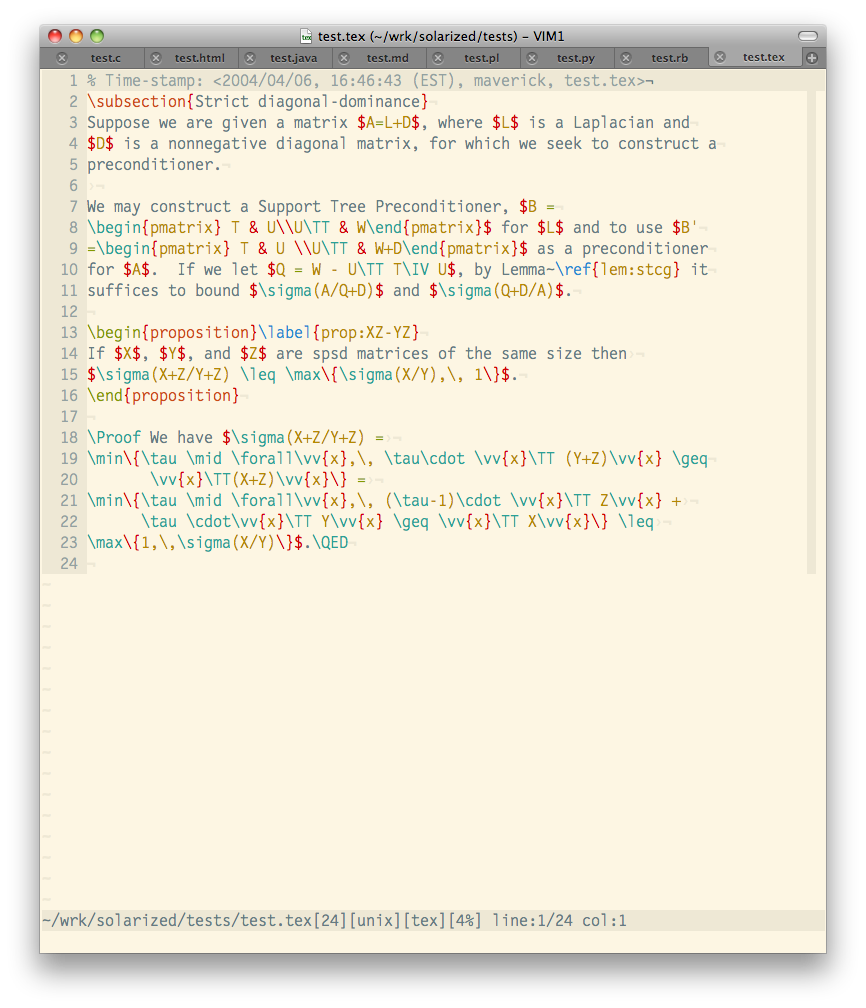 test.tex (~/wrk/solarized/tests) – VIM1
test.c test.html test.java test.md test.pl test.py test.rb test.tex
1 % Time-stamp: <2004/04/06, 16:46:43 (EST), maverick, test.tex>¬
2 \subsection{Strict diagonal-dominance}¬
3 Suppose we are given a matrix $A=L+D$, where $L$ is a Laplacian and¬
4 $D$ is a nonnegative diagonal matrix, for which we seek to construct a¬
5 preconditioner.¬
6 ¬
7 We may construct a Support Tree Preconditioner, $B =¬
8 \begin{pmatrix} T & U\\U\TT & W\end{pmatrix}$ for $L$ and to use $B'¬
9 =\begin{pmatrix} T & U \\U\TT & W+D\end{pmatrix}$ as a preconditioner¬
10 for $A$.  If we let $Q = W - U\TT T\IV U$, by Lemma~\ref{lem:stcg} it¬
11 suffices to bound $\sigma(A/Q+D)$ and $\sigma(Q+D/A)$.¬
12 ¬
13 \begin{proposition}\label{prop:XZ-YZ}¬
14 If $X$, $Y$, and $Z$ are spsd matrices of the same size then ¬
15 $\sigma(X+Z/Y+Z) \leq \max\{\sigma(X/Y),\, 1\}$.¬
16 \end{proposition}¬
17 ¬
18 \Proof We have $\sigma(X+Z/Y+Z) = ¬
19 \min\{\tau \mid \forall\vv{x},\, \tau\cdot \vv{x}\TT (Y+Z)\vv{x} \geq¬
20       \vv{x}\TT(X+Z)\vv{x}\} = ¬
21 \min\{\tau \mid \forall\vv{x},\, (\tau-1)\cdot \vv{x}\TT Z\vv{x} + ¬
22      \tau \cdot\vv{x}\TT Y\vv{x} \geq \vv{x}\TT X\vv{x}\} \leq ¬
23 \max\{1,\,\sigma(X/Y)\}$.\QED¬
24 ¬
~/wrk/solarized/tests/test.tex[24][unix][tex][4%] line:1/24 col:1